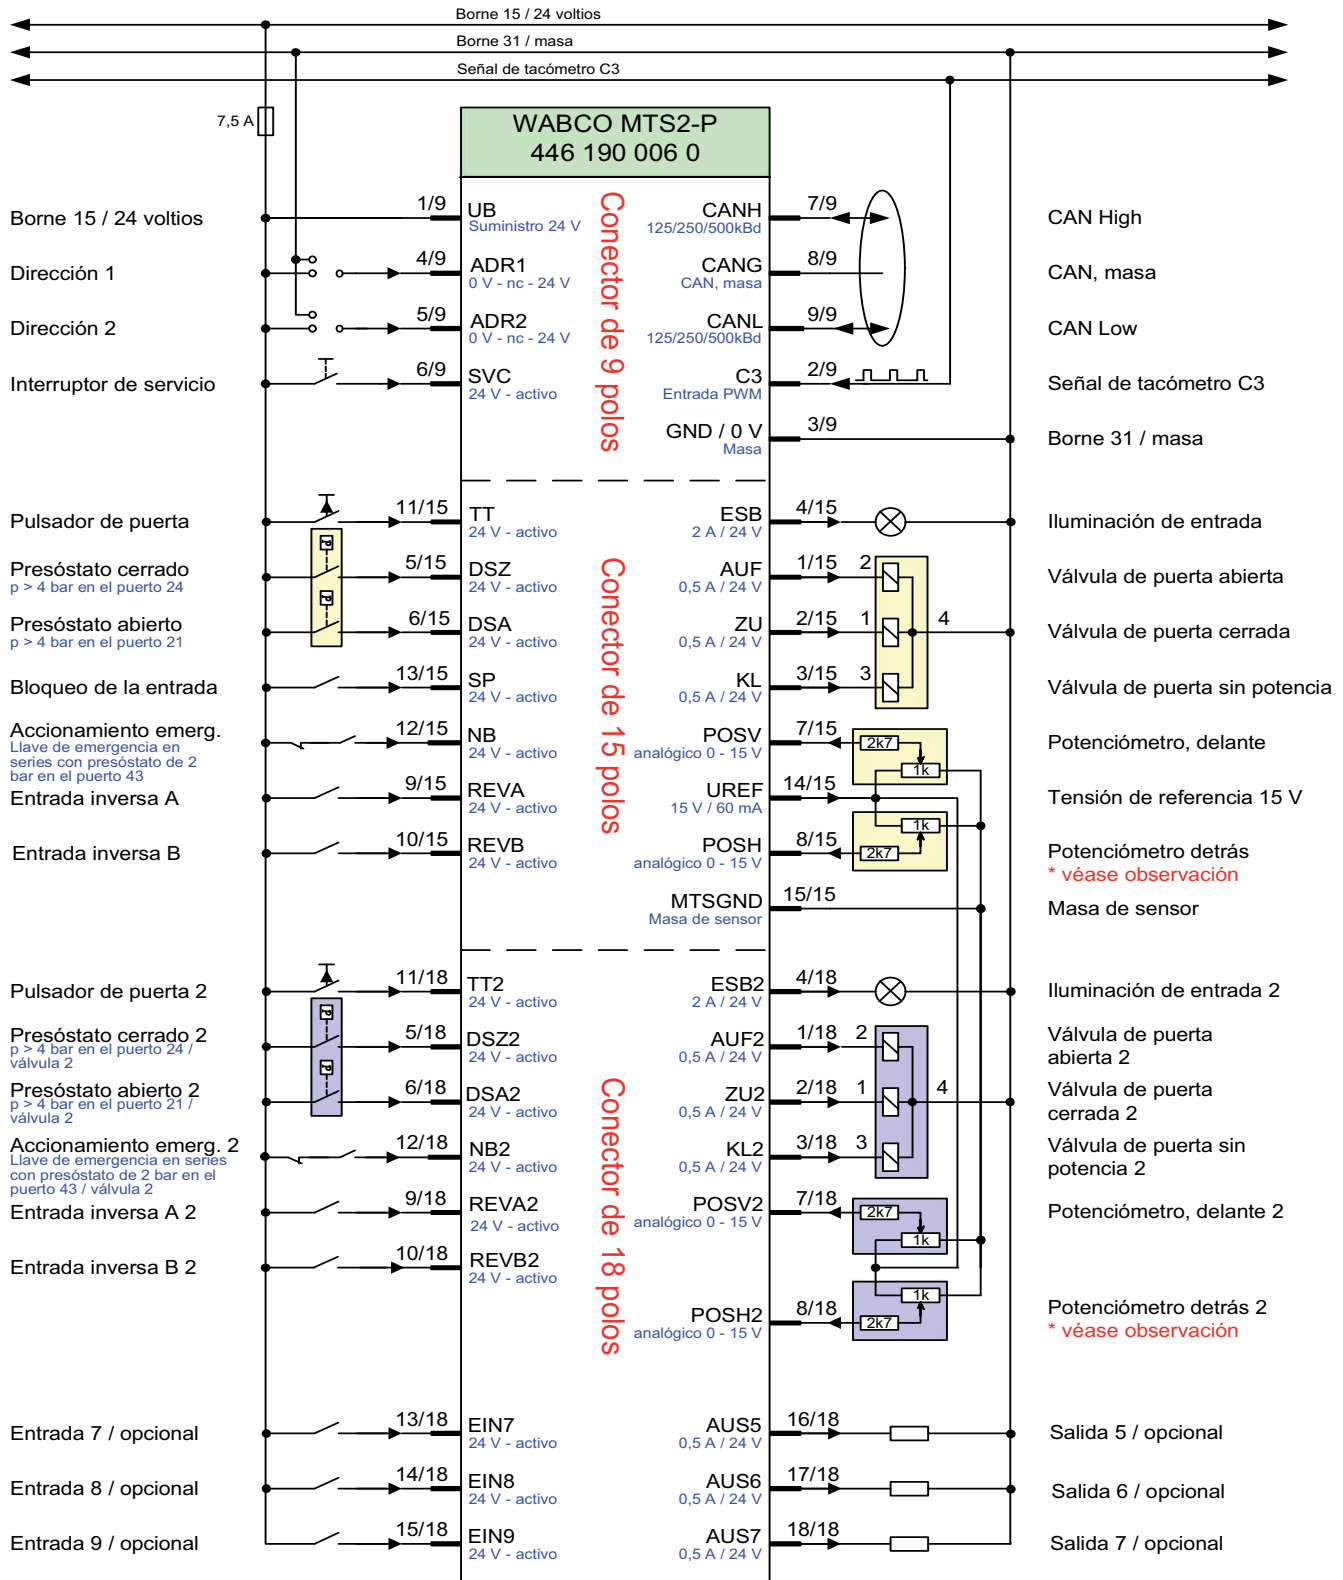 Borne 15 / 24 voltios
Borne 31 / masa
Señal de tacómetro C3
7,5 A
WABCO MTS2-P
446 190 006 0
Conector de 9 polos
Borne 15 / 24 voltios
1/9
UB
Suministro 24 V
CANH
125/250/500kBd
7/9
CAN High
Dirección 1
4/9
ADR1
0 V - nc - 24 V
CANG
CAN, masa
8/9
CAN, masa
Dirección 2
5/9
ADR2
0 V - nc - 24 V
CANL
125/250/500kBd
9/9
CAN Low
Interruptor de servicio
6/9
SVC
24 V - activo
C3
Entrada PWM
2/9
Señal de tacómetro C3
GND / 0 V
Masa
3/9
Borne 31 / masa
Conector de 15 polos
Pulsador de puerta
11/15
TT
24 V - activo
ESB
2 A / 24 V
4/15
Iluminación de entrada
Presóstato cerrado
p > 4 bar en el puerto 24
P
5/15
DSZ
24 V - activo
AUF
0,5 A / 24 V
1/15
2
Válvula de puerta abierta
Presóstato abierto
p > 4 bar en el puerto 21
P
6/15
DSA
24 V - activo
ZU
0,5 A / 24 V
2/15
1
4
Válvula de puerta cerrada
Bloqueo de la entrada
13/15
SP
24 V - activo
KL
0,5 A / 24 V
3/15
3
Válvula de puerta sin potencia
Accionamiento emerg.
Llave de emergencia en
series con presóstato de 2
bar en el puerto 43
12/15
NB
24 V - activo
POSV
analógico 0 - 15 V
7/15
2k7
1k
Potenciómetro, delante
Entrada inversa A
9/15
REVA
24 V - activo
UREF
15 V / 60 mA
14/15
Tensión de referencia 15 V
Entrada inversa B
10/15
REVB
24 V - activo
POSH
analógico 0 - 15 V
8/15
1k
2k7
Potenciómetro detrás
* véase observación
MTSGND
Masa de sensor
15/15
Masa de sensor
Conector de 18 polos
Pulsador de puerta 2
11/18
TT2
24 V - activo
ESB2
2 A / 24 V
4/18
Iluminación de entrada 2
Presóstato cerrado 2
p > 4 bar en el puerto 24 /
válvula 2
P
5/18
DSZ2
24 V - activo
AUF2
0,5 A / 24 V
1/18
2
Válvula de puerta
abierta 2
Presóstato abierto 2
p > 4 bar en el puerto 21 /
válvula 2
P
6/18
DSA2
24 V - activo
ZU2
0,5 A / 24 V
2/18
1
4
Válvula de puerta
cerrada 2
Accionamiento emerg. 2
Llave de emergencia en series
con presóstato de 2 bar en el
puerto 43 / válvula 2
12/18
NB2
24 V - activo
KL2
0,5 A / 24 V
3/18
3
Válvula de puerta sin
potencia 2
Entrada inversa A 2
9/18
REVA2
24 V - activo
POSV2
analógico 0 - 15 V
7/18
2k7
1k
Potenciómetro, delante 2
Entrada inversa B 2
10/18
REVB2
24 V - activo
POSH2
analógico 0 - 15 V
8/18
1k
2k7
Potenciómetro detrás 2
* véase observación
Entrada 7 / opcional
13/18
EIN7
24 V - activo
AUS5
0,5 A / 24 V
16/18
Salida 5 / opcional
Entrada 8 / opcional
14/18
EIN8
24 V - activo
AUS6
0,5 A / 24 V
17/18
Salida 6 / opcional
Entrada 9 / opcional
15/18
EIN9
24 V - activo
AUS7
0,5 A / 24 V
18/18
Salida 7 / opcional